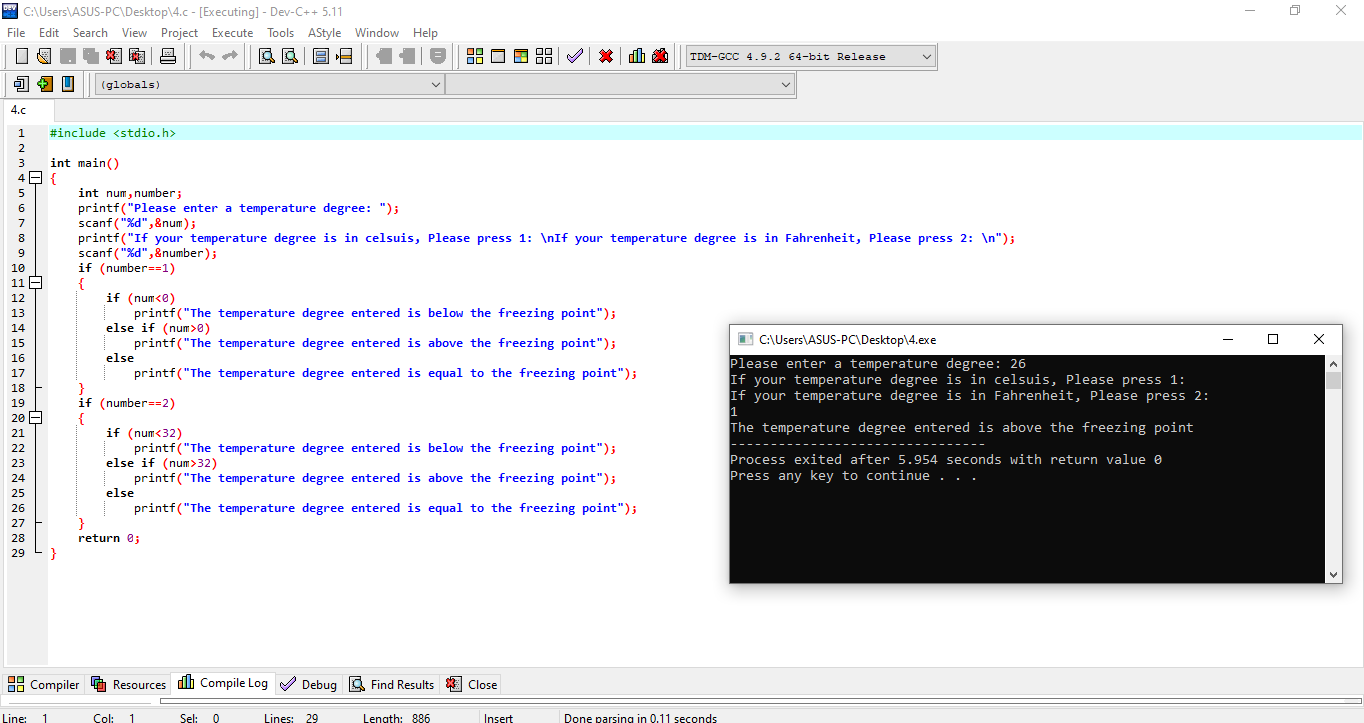 C:\Users\ASUS-PC\Desktop\4.c - [Executing] - Dev-C++ 5.11
File Edit Search View Project Execute Tools AStyle Window Help
TDM-GCC 4.9.2 64-bit Release
(globals)
4.c
1 #include <stdio.h>
2
3 int main()
4 {
5 int num,number;
6 printf("Please enter a temperature degree: ");
7 scanf("%d",&num);
8 printf("If your temperature degree is in celsuis, Please press 1: \nIf your temperature degree is in Fahrenheit, Please press 2: \n");
9 scanf("%d",&number);
10 if (number==1)
11 {
12 if (num<0)
13 printf("The temperature degree entered is below the freezing point");
14 else if (num>0)
15 printf("The temperature degree entered is above the freezing point");
16 else
17 printf("The temperature degree entered is equal to the freezing point");
18 }
19 if (number==2)
20 {
21 if (num<32)
22 printf("The temperature degree entered is below the freezing point");
23 else if (num>32)
24 printf("The temperature degree entered is above the freezing point");
25 else
26 printf("The temperature degree entered is equal to the freezing point");
27 }
28 return 0;
29 }
C:\Users\ASUS-PC\Desktop\4.exe
Please enter a temperature degree: 26
If your temperature degree is in celsuis, Please press 1:
If your temperature degree is in Fahrenheit, Please press 2:
1
The temperature degree entered is above the freezing point
--------------------------------
Process exited after 5.954 seconds with return value 0
Press any key to continue . . .
Compiler Resources Compile Log Debug Find Results Close
Line: 1 Col: 1 Sel: 0 Lines: 29 Length: 886 Insert Done parsing in 0.11 seconds